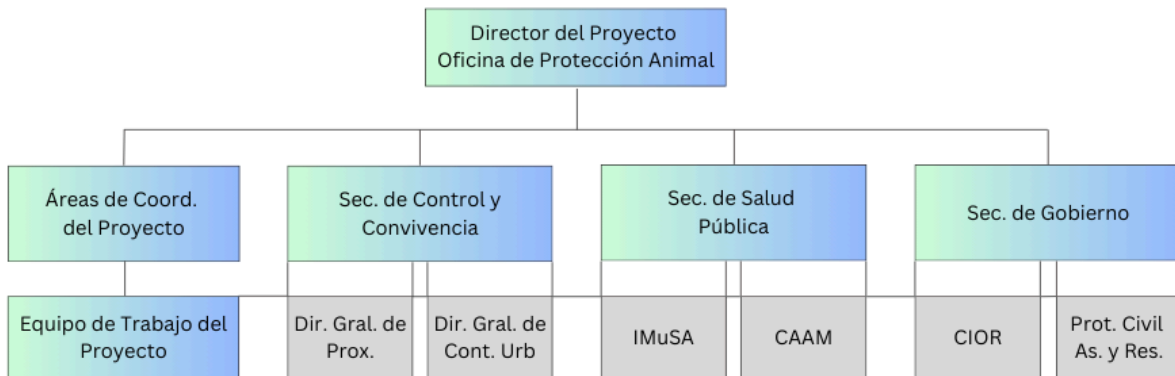 Director del Proyecto
Oficina de Protección Animal
Áreas de Coord.
del Proyecto
Sec. de Control y
Convivencia
Sec. de Salud
Pública
Sec. de Gobierno
Equipo de Trabajo del
Proyecto
Dir. Gral. de
Prox.
Dir. Gral. de
Cont. Urb
IMuSA
CAAM
CIOR
Prot. Civil
As. y Res.